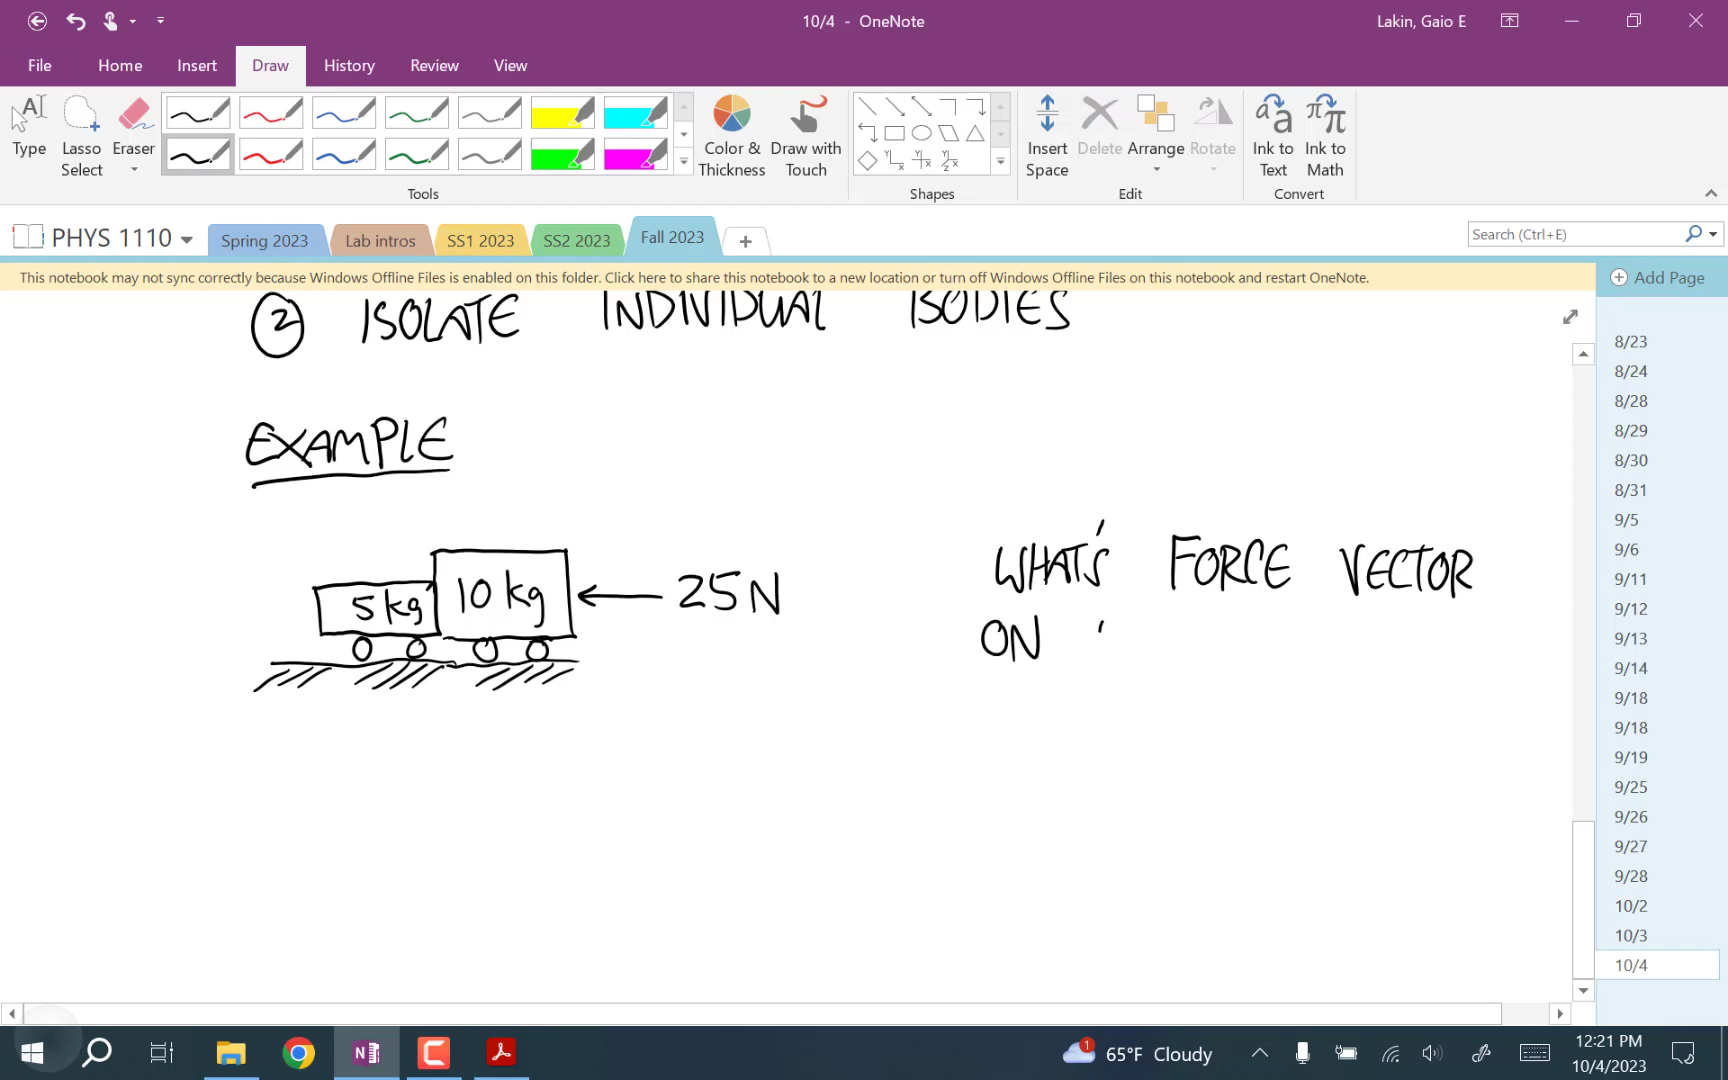 10/4 - OneNote
Lakin, Gaio E
File Home Insert Draw History Review View
Type
Lasso Select
Eraser
Color & Thickness
Draw with Touch
Insert Space
Delete
Arrange
Rotate
Ink to Text
Ink to Math
Tools
Shapes
Edit
Convert
PHYS 1110
Spring 2023
Lab intros
SS1 2023
SS2 2023
Fall 2023
Search (Ctrl+E)
This notebook may not sync correctly because Windows Offline Files is enabled on this folder. Click here to share this notebook to a new location or turn off Windows Offline Files on this notebook and restart OneNote.
Add Page
② ISOLATE INDIVIDUAL BODIES
EXAMPLE
5 kg 10 kg 25 N
WHAT'S FORCE VECTOR
ON
8/23
8/24
8/28
8/29
8/30
8/31
9/5
9/6
9/11
9/12
9/13
9/14
9/18
9/18
9/19
9/25
9/26
9/27
9/28
10/2
10/3
10/4
65°F Cloudy
12:21 PM
10/4/2023